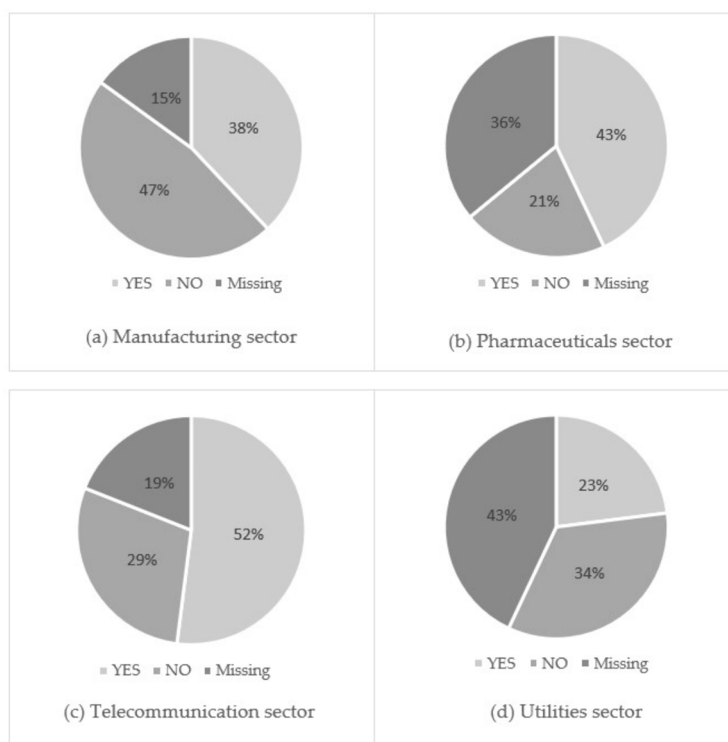 15%
38%
47%
YES NO Missing
(a) Manufacturing sector
36%
43%
21%
YES NO Missing
(b) Pharmaceuticals sector
19%
52%
29%
YES NO Missing
(c) Telecommunication sector
23%
43%
34%
YES NO Missing
(d) Utilities sector